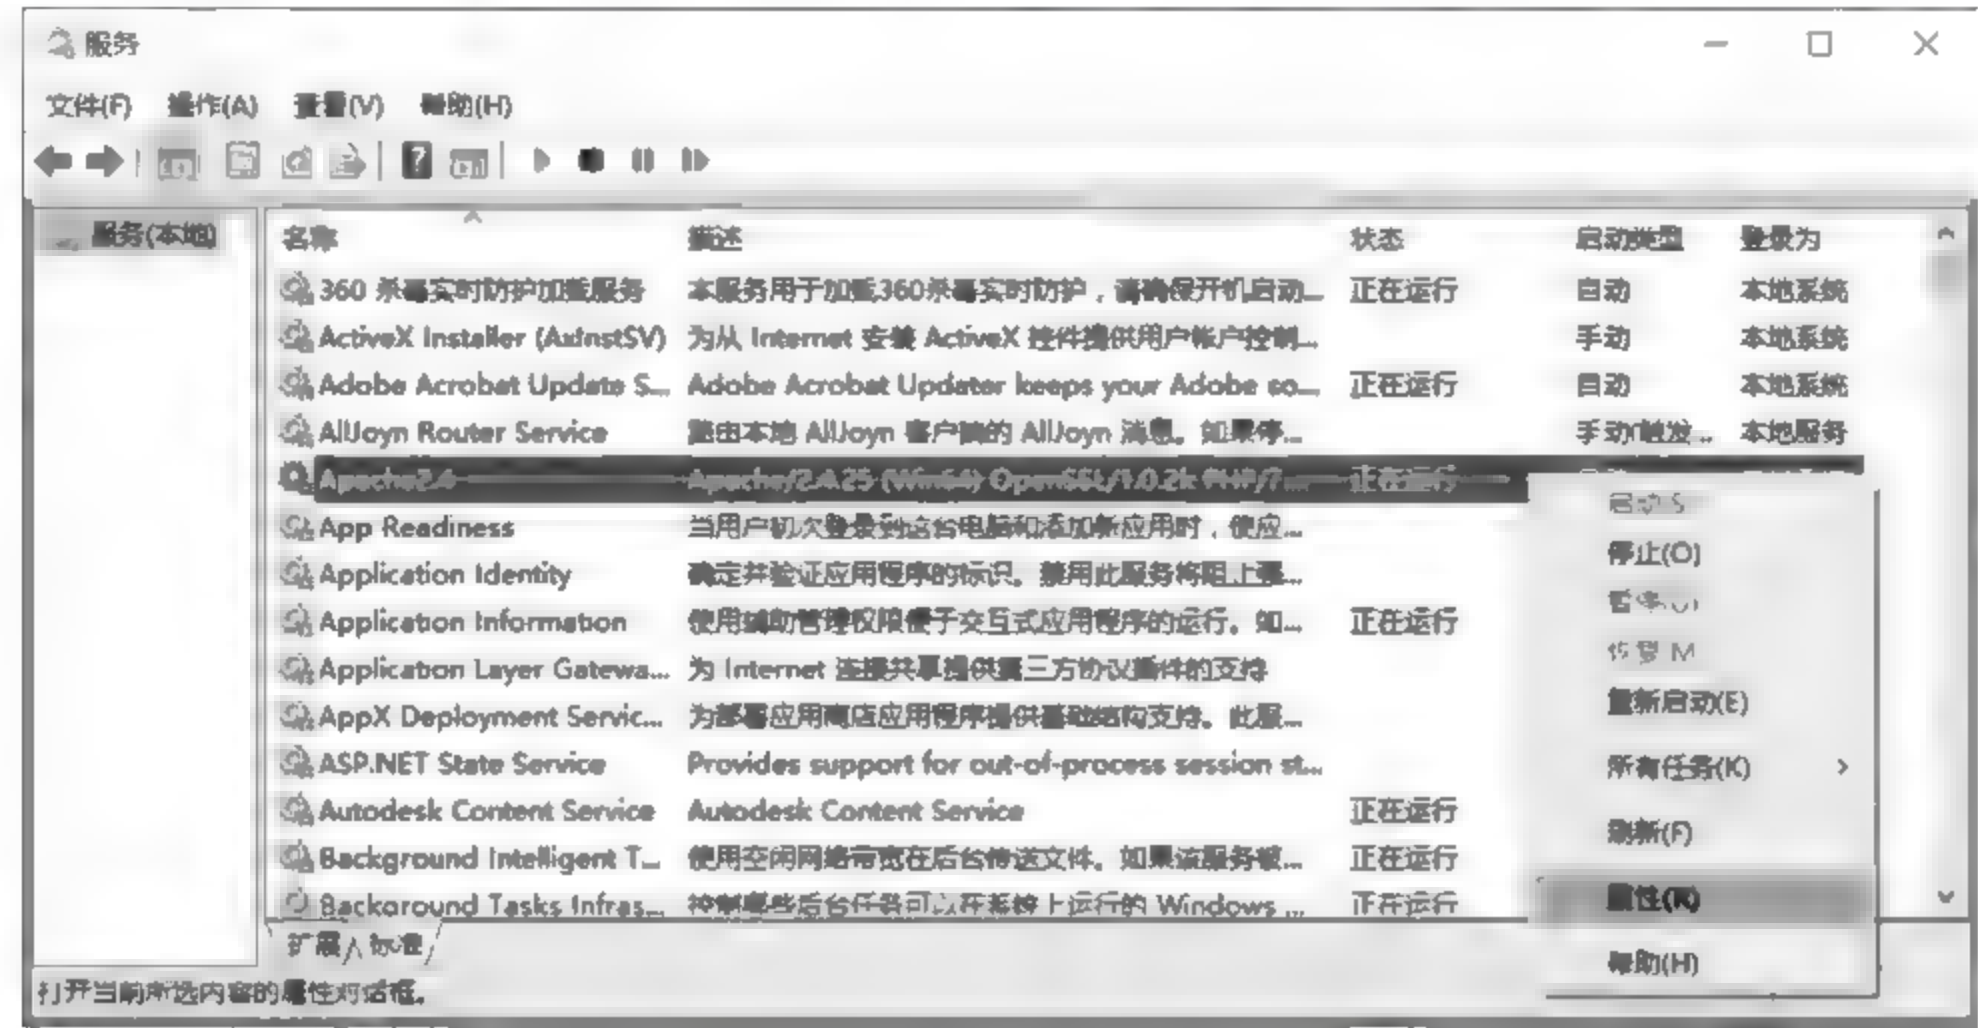 服务
文件(F) 操作(A) 查看(V) 帮助(H)
服务(本地)
名称 描述 状态 启动类型 登录为
360 杀毒实时防护加载服务 本服务用于加载360杀毒实时防护，请确保开机启动... 正在运行 自动 本地系统
ActiveX Installer (AxInstSV) 为从 Internet 安装 ActiveX 控件提供用户帐户控制... 手动 本地系统
Adobe Acrobat Update S... Adobe Acrobat Updater keeps your Adobe so... 正在运行 自动 本地系统
AllJoyn Router Service 路由本地 AllJoyn 客户端的 AllJoyn 消息。如果停... 手动(触发... 本地服务
Apache2.4 Apache/2.4.25 (Win64) OpenSSL/1.0.2k PHP/7.... 正在运行
启动(S)
App Readiness 当用户初次登录到这台电脑和添加新应用时，使应...
停止(O)
Application Identity 确定并验证应用程序的标识。禁用此服务将阻止强...
暂停(U)
Application Information 使用辅助管理权限便于交互式应用程序的运行。如... 正在运行
恢复(M)
Application Layer Gatewa... 为 Internet 连接共享提供第三方协议插件的支持
重新启动(E)
AppX Deployment Servic... 为部署应用商店应用程序提供基础结构支持。此服...
所有任务(K)
ASP.NET State Service Provides support for out-of-process session st...
Autodesk Content Service Autodesk Content Service 正在运行
刷新(F)
Background Intelligent T... 使用空闲网络带宽在后台传送文件。如果该服务被... 正在运行
属性(R)
Background Tasks Infras... 控制哪些后台任务可以在系统上运行的 Windows ... 正在运行
帮助(H)
扩展 标准
打开当前所选内容的属性对话框。